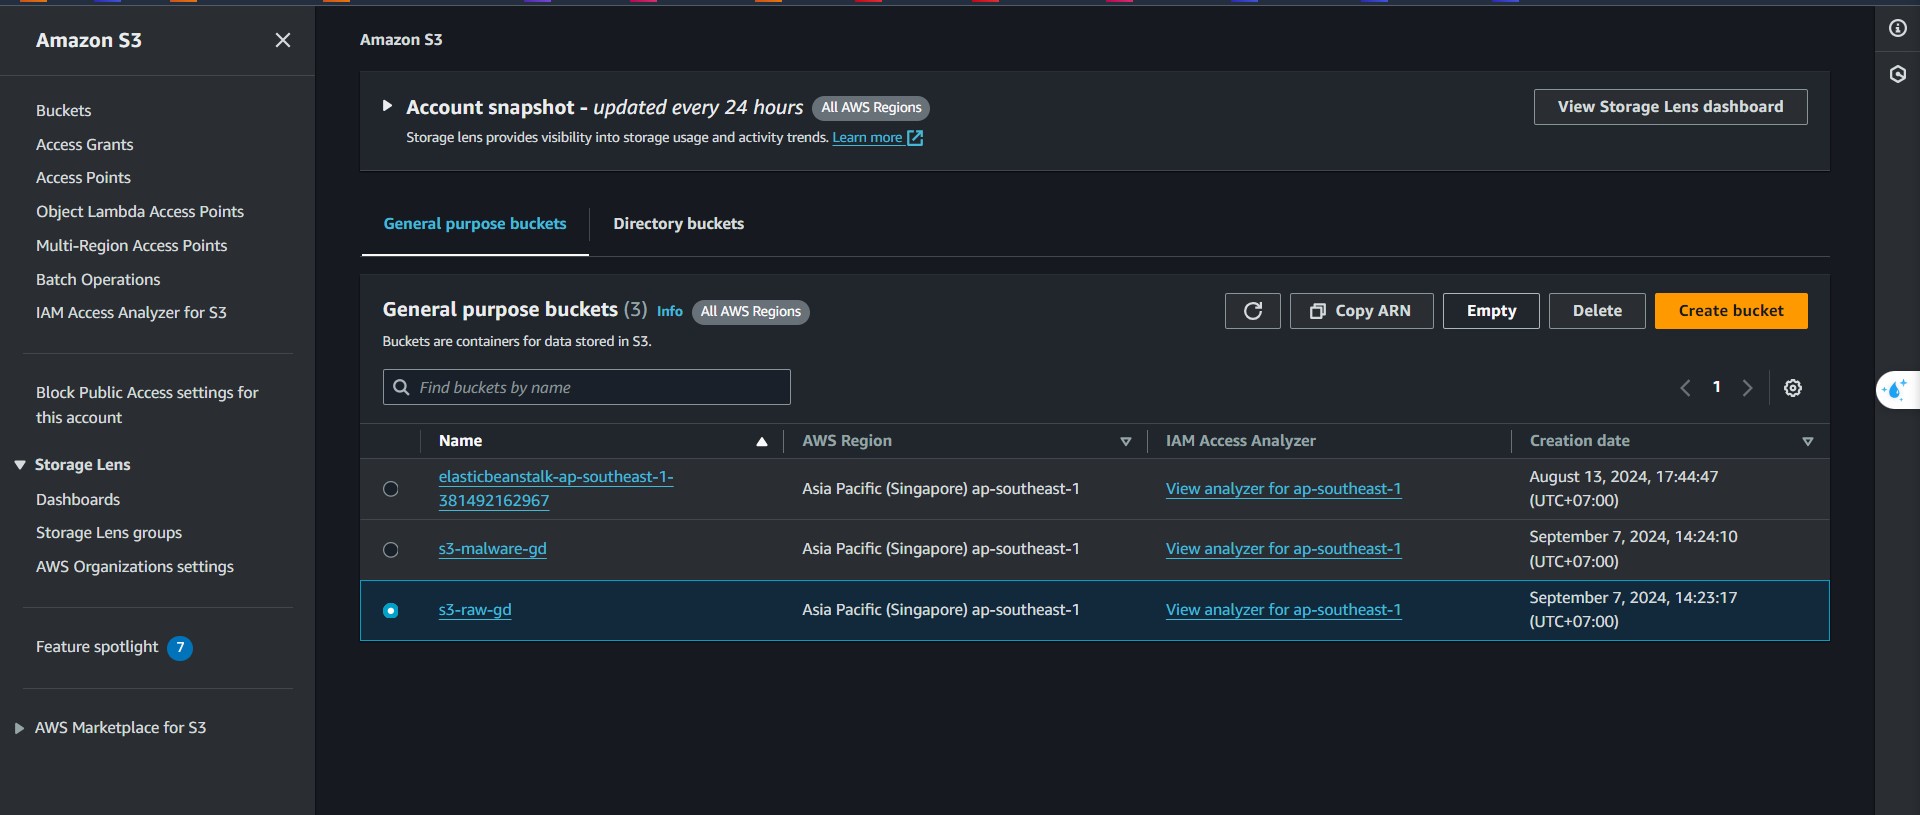 Amazon S3
Buckets
Access Grants
Access Points
Object Lambda Access Points
Multi-Region Access Points
Batch Operations
IAM Access Analyzer for S3
Block Public Access settings for
this account
Storage Lens
Dashboards
Storage Lens groups
AWS Organizations settings
Feature spotlight 7
AWS Marketplace for S3
Amazon S3
Account snapshot - updated every 24 hours All AWS Regions
Storage lens provides visibility into storage usage and activity trends. Learn more
View Storage Lens dashboard
General purpose buckets
Directory buckets
General purpose buckets (3) Info All AWS Regions
Buckets are containers for data stored in S3.
Copy ARN
Empty
Delete
Create bucket
Find buckets by name
1
Name
AWS Region
IAM Access Analyzer
Creation date
elasticbeanstalk-ap-southeast-1-
381492162967
Asia Pacific (Singapore) ap-southeast-1
View analyzer for ap-southeast-1
August 13, 2024, 17:44:47
(UTC+07:00)
s3-malware-gd
Asia Pacific (Singapore) ap-southeast-1
View analyzer for ap-southeast-1
September 7, 2024, 14:24:10
(UTC+07:00)
s3-raw-gd
Asia Pacific (Singapore) ap-southeast-1
View analyzer for ap-southeast-1
September 7, 2024, 14:23:17
(UTC+07:00)